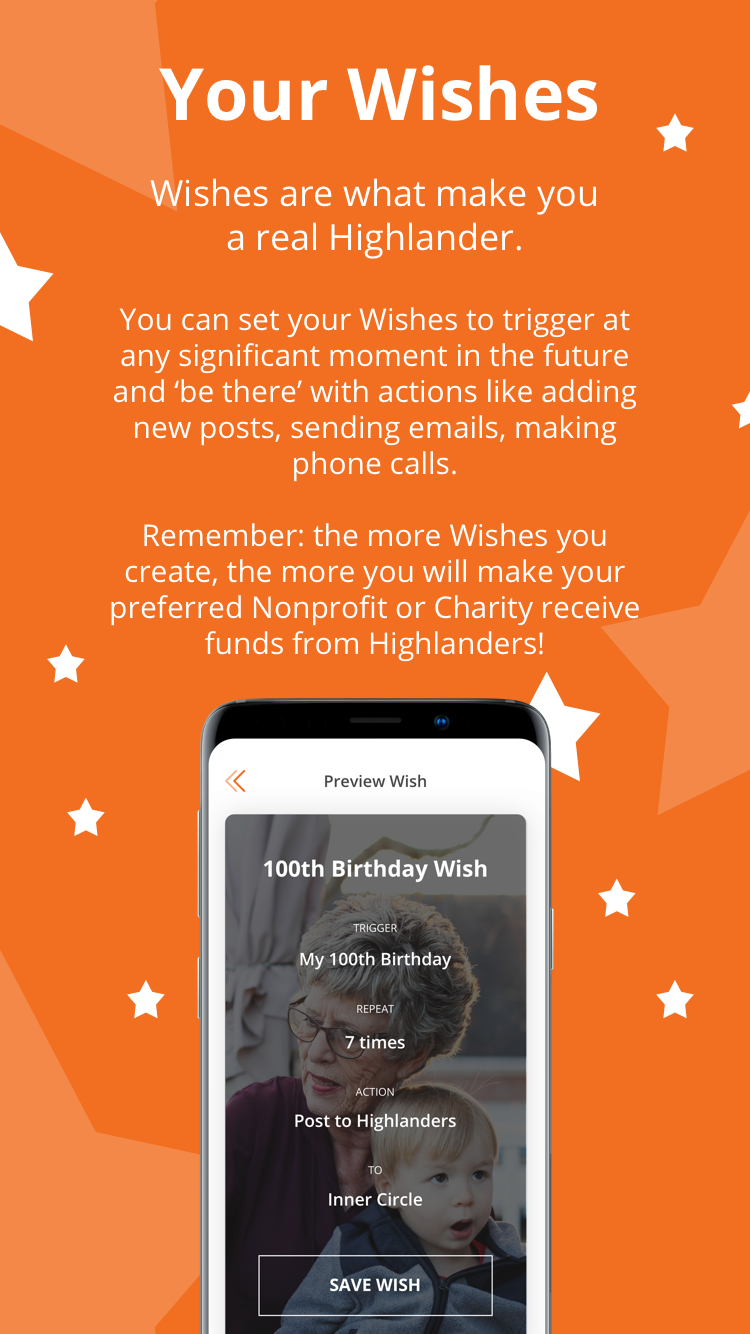 Your Wishes
Wishes are what make you
a real Highlander.
You can set your Wishes to trigger at
any significant moment in the future
and ‘be there’ with actions like adding
new posts, sending emails, making
phone calls.
Remember: the more Wishes you
create, the more you will make your
preferred Nonprofit or Charity receive
funds from Highlanders!
Preview Wish
100th Birthday Wish
TRIGGER
My 100th Birthday
REPEAT
7 times
ACTION
Post to Highlanders
TO
Inner Circle
SAVE WISH